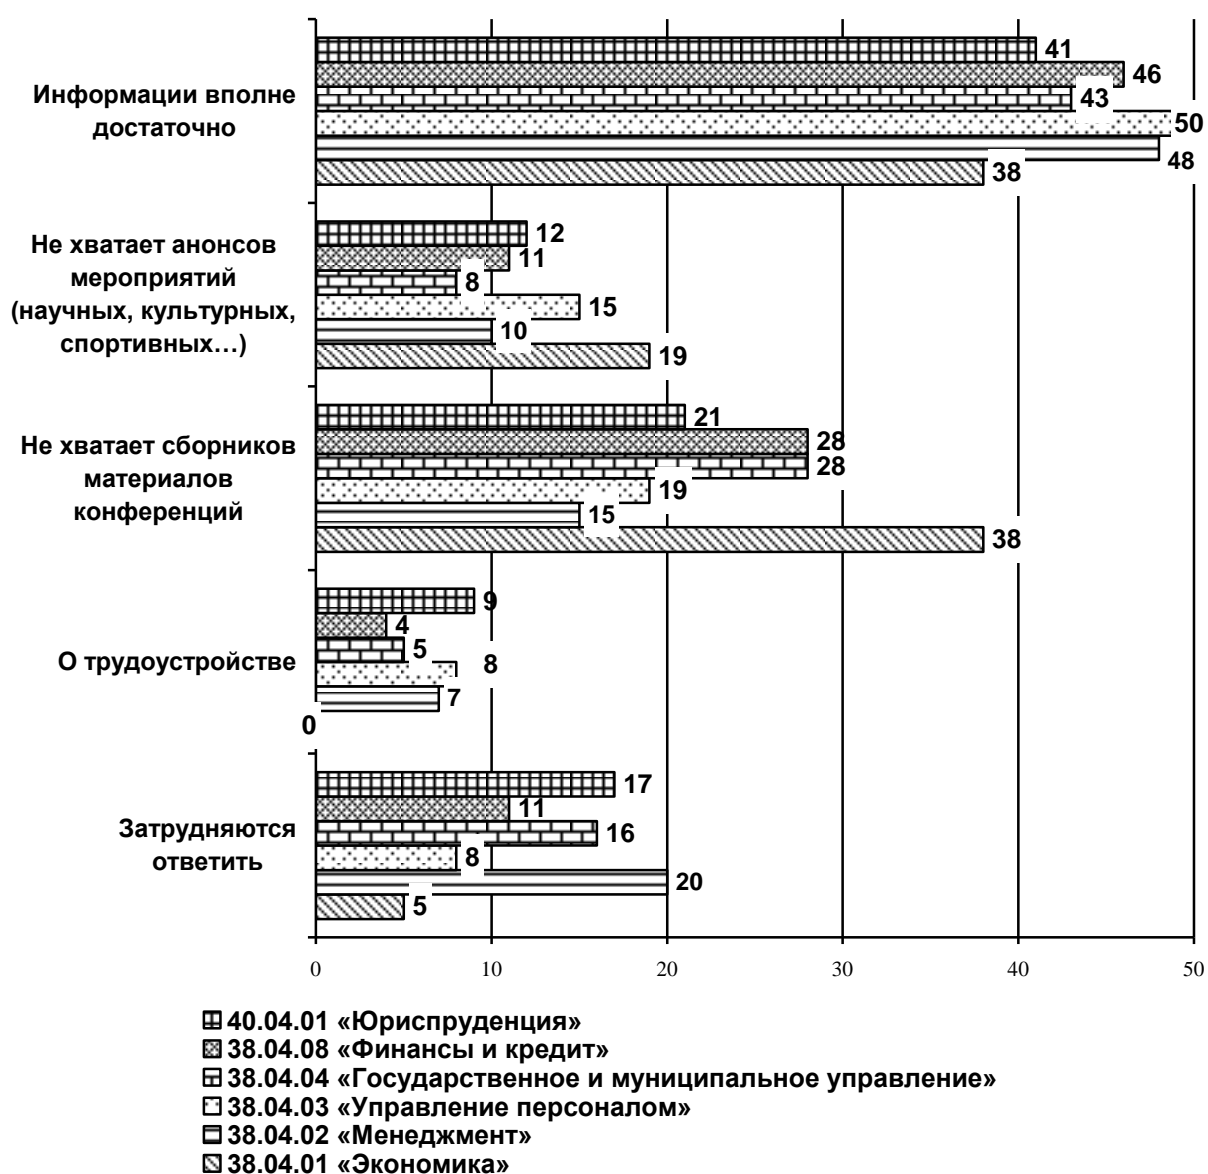 Информации вполне
достаточно
41
46
43
50
48
38
Не хватает анонсов
мероприятий
(научных, культурных,
спортивных…)
12
11
8
15
10
19
Не хватает сборников
материалов
конференций
21
28
28
19
15
38
О трудоустройстве
9
4
5
8
7
0
Затрудняются
ответить
17
11
16
8
20
5
0 10 20 30 40 50
40.04.01 «Юриспруденция»
38.04.08 «Финансы и кредит»
38.04.04 «Государственное и муниципальное управление»
38.04.03 «Управление персоналом»
38.04.02 «Менеджмент»
38.04.01 «Экономика»